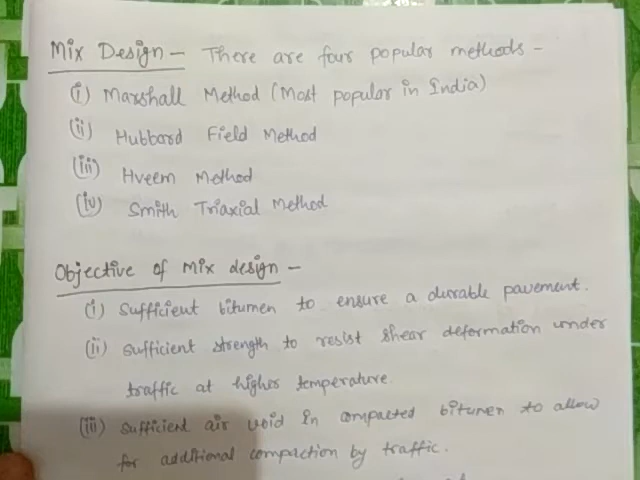 Mix Design - There are four popular methods -
(i) Marshall Method (Most popular in India)
(ii) Hubbard Field Method
(iii) Hveem Method
(iv) Smith Triaxial Method
Objective of mix design -
(i) Sufficient bitumen to ensure a durable pavement.
(ii) Sufficient strength to resist shear deformation under
traffic at higher temperature.
(iii) Sufficient air void in compacted bitumen to allow
for additional compaction by traffic.